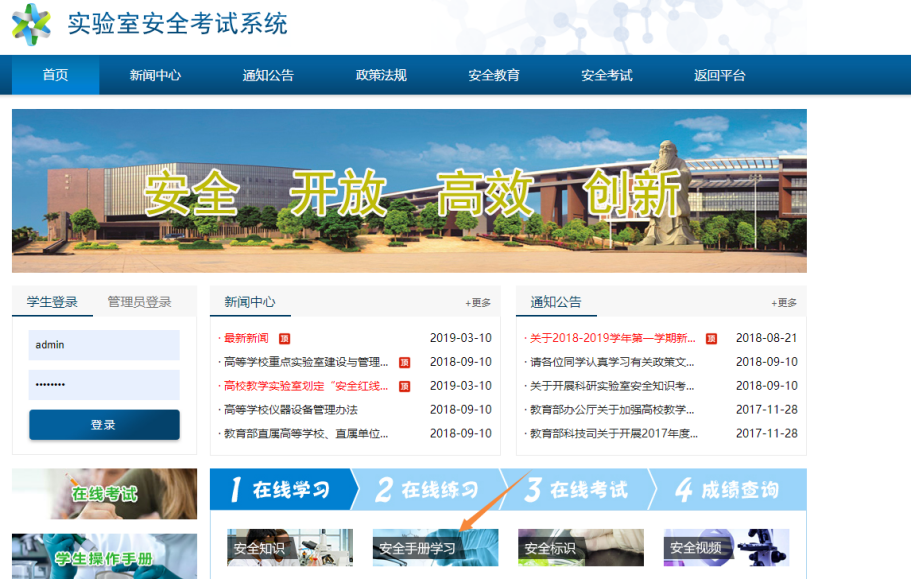 实验室安全考试系统
首页 新闻中心 通知公告 政策法规 安全教育 安全考试 返回平台
安全 开放 高效 创新
学生登录 管理员登录
admin
••••••••
登录
新闻中心 +更多
· 最新新闻 顶 2019-03-10
· 高等学校重点实验室建设与管理... 顶 2018-09-10
· 高校教学实验室划定“安全红线... 顶 2019-03-10
· 高等学校仪器设备管理办法 2018-09-10
· 教育部直属高等学校、直属单位... 2018-09-10
通知公告 +更多
· 关于2018-2019学年第一学期新... 顶 2018-08-21
· 请各位同学认真学习有关政策文... 2018-09-10
· 关于开展科研实验室安全知识考... 2018-09-10
· 教育部办公厅关于加强高校教学... 2017-11-28
· 教育部科技司关于开展2017年度... 2017-11-28
在线考试
学生操作手册
1 在线学习 2 在线练习 3 在线考试 4 成绩查询
安全知识 安全手册学习 安全标识 安全视频